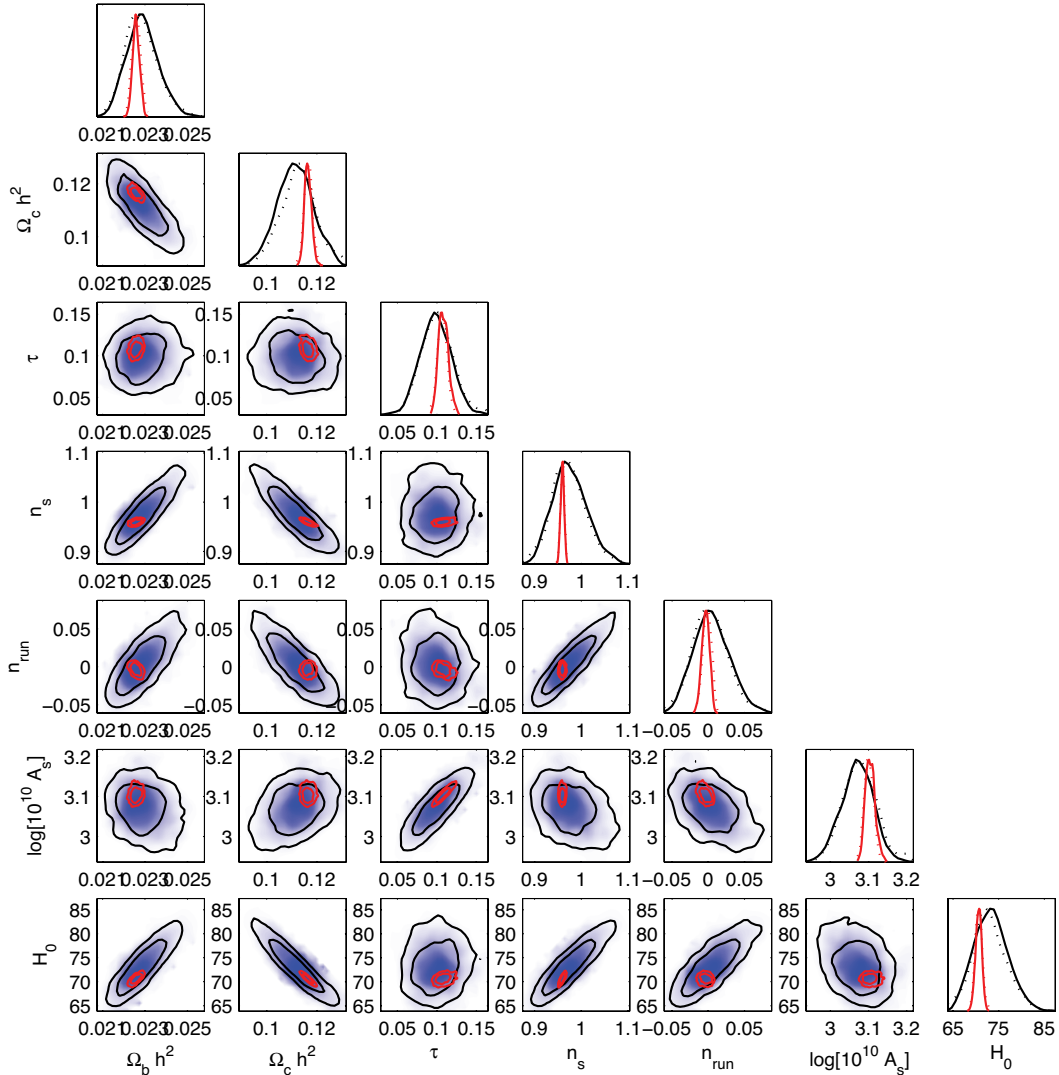 0.021 0.023 0.025
Ω_c h²
0.12
0.1
0.021 0.023 0.025 0.1 0.12
τ
0.15 0.15
0.1 0.1
0.05 0.05
0.021 0.023 0.025 0.1 0.12 0.05 0.1 0.15
n_s
1.1 1.1 1.1
1 1 1
0.9 0.9 0.9
0.021 0.023 0.025 0.1 0.12 0.05 0.1 0.15 0.9 1 1.1
n_run
0.05 0.05 0.05 0.05
0 0 0 0
−0.05 −0.05 −0.05 −0.05
0.021 0.023 0.025 0.1 0.12 0.05 0.1 0.15 0.9 1 1.1 −0.05 0 0.05
log[10¹⁰ A_s]
3.2 3.2 3.2 3.2 3.2
3.1 3.1 3.1 3.1 3.1
3 3 3 3 3
0.021 0.023 0.025 0.1 0.12 0.05 0.1 0.15 0.9 1 1.1 −0.05 0 0.05 3 3.1 3.2
H_0
85 85 85 85 85 85
80 80 80 80 80 80
75 75 75 75 75 75
70 70 70 70 70 70
65 65 65 65 65 65
0.021 0.023 0.025 0.1 0.12 0.05 0.1 0.15 0.9 1 1.1 −0.05 0 0.05 3 3.1 3.2 65 75 85
Ω_b h² Ω_c h² τ n_s n_run log[10¹⁰ A_s] H_0